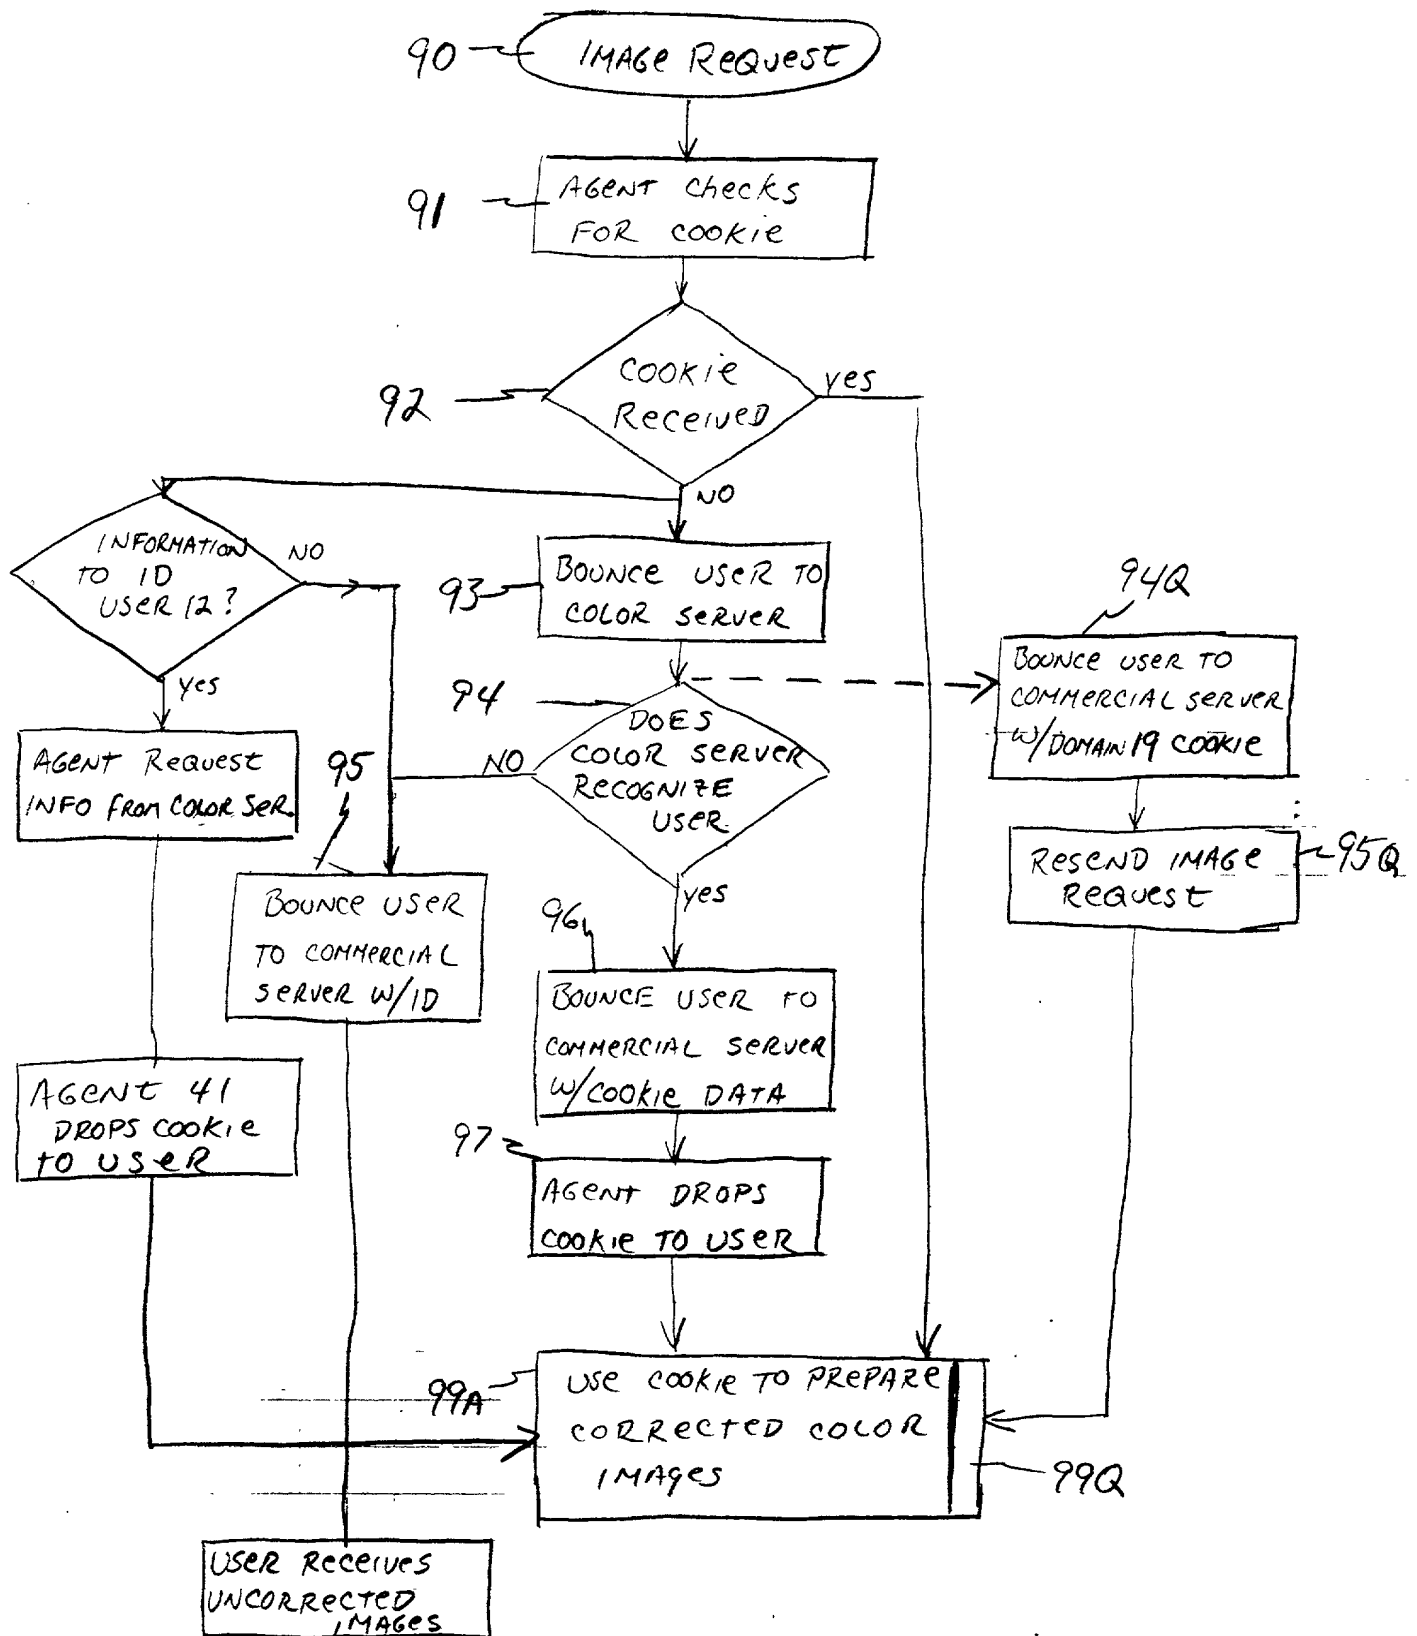 90
IMAGE REQUEST
91
AGENT CHECKS
FOR COOKIE
92
COOKIE
RECEIVED
yes
NO
INFORMATION
TO ID
USER 12?
NO
yes
93
BOUNCE USER TO
COLOR SERVER
94Q
BOUNCE USER TO
COMMERCIAL SERVER
W/DOMAIN 19 COOKIE
94
DOES
COLOR SERVER
RECOGNIZE
USER
NO
yes
AGENT REQUEST
INFO FROM COLOR SER.
95
BOUNCE USER
TO COMMERCIAL
SERVER W/ID
RESEND IMAGE
REQUEST
95Q
96
BOUNCE USER TO
COMMERCIAL SERVER
W/COOKIE DATA
AGENT 41
DROPS COOKIE
TO USER
97
AGENT DROPS
COOKIE TO USER
99A
USE COOKIE TO PREPARE
CORRECTED COLOR
IMAGES
99Q
USER RECEIVES
UNCORRECTED
IMAGES